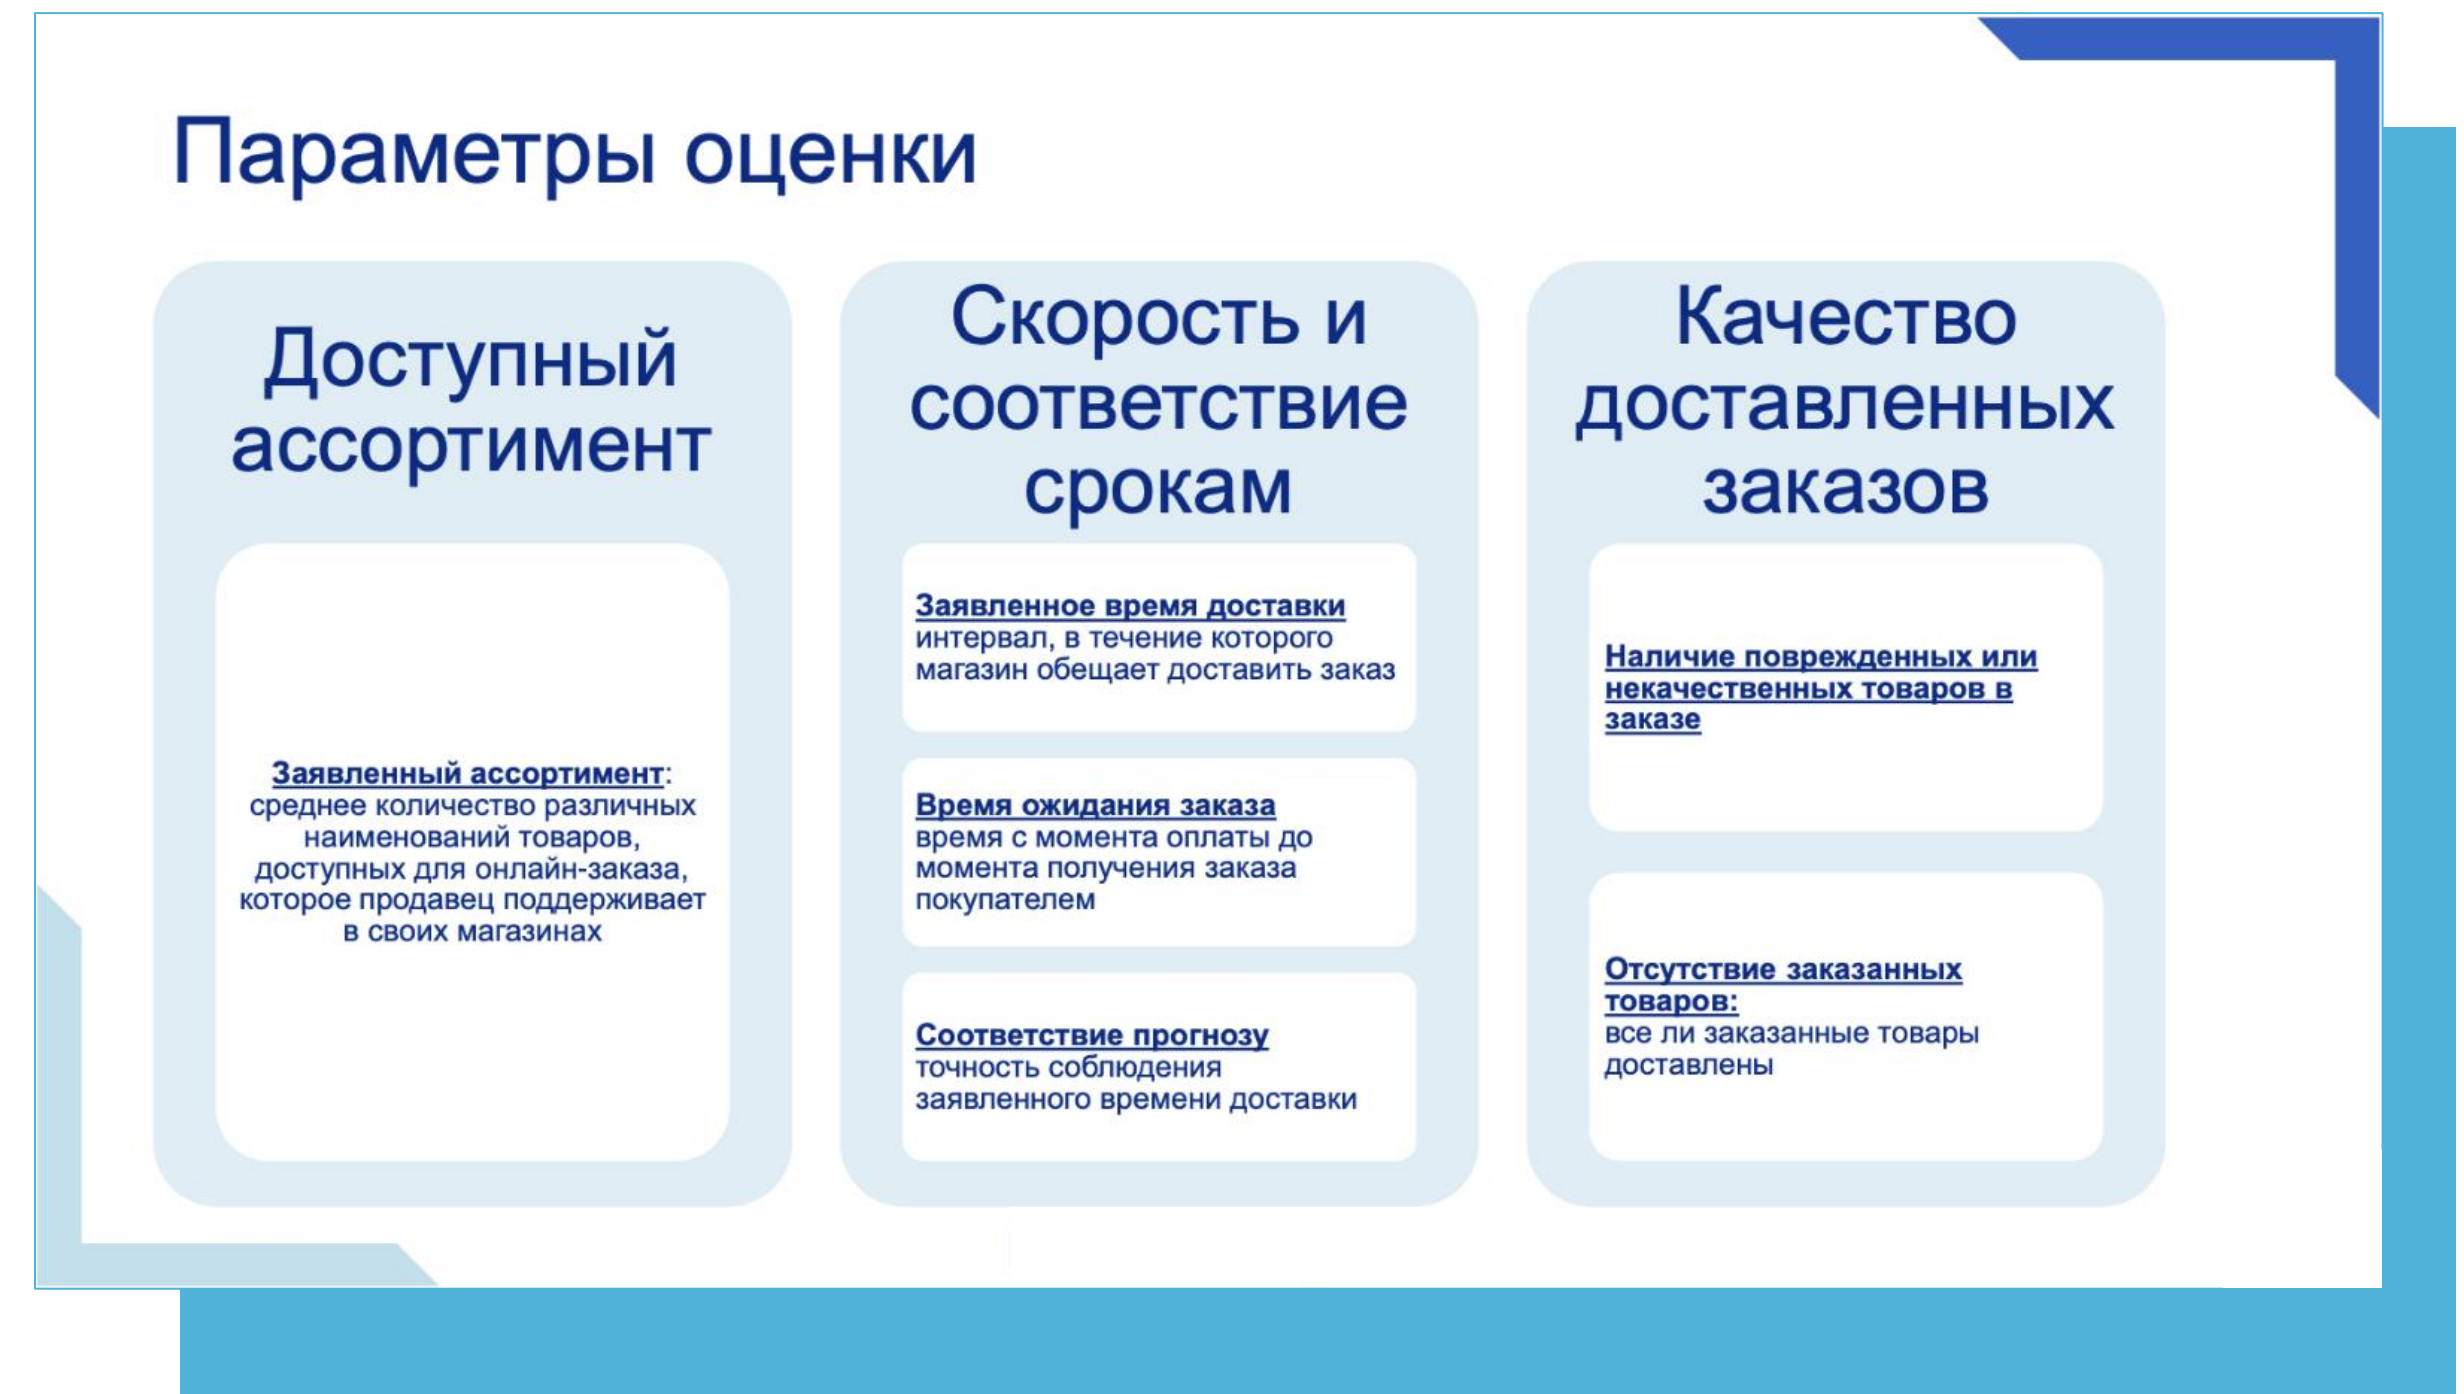 Параметры оценки
Доступный
ассортимент
Заявленный ассортимент:
среднее количество различных
наименований товаров,
доступных для онлайн-заказа,
которое продавец поддерживает
в своих магазинах
Скорость и
соответствие
срокам
Заявленное время доставки
интервал, в течение которого
магазин обещает доставить заказ
Время ожидания заказа
время с момента оплаты до
момента получения заказа
покупателем
Соответствие прогнозу
точность соблюдения
заявленного времени доставки
Качество
доставленных
заказов
Наличие поврежденных или
некачественных товаров в
заказе
Отсутствие заказанных
товаров:
все ли заказанные товары
доставлены